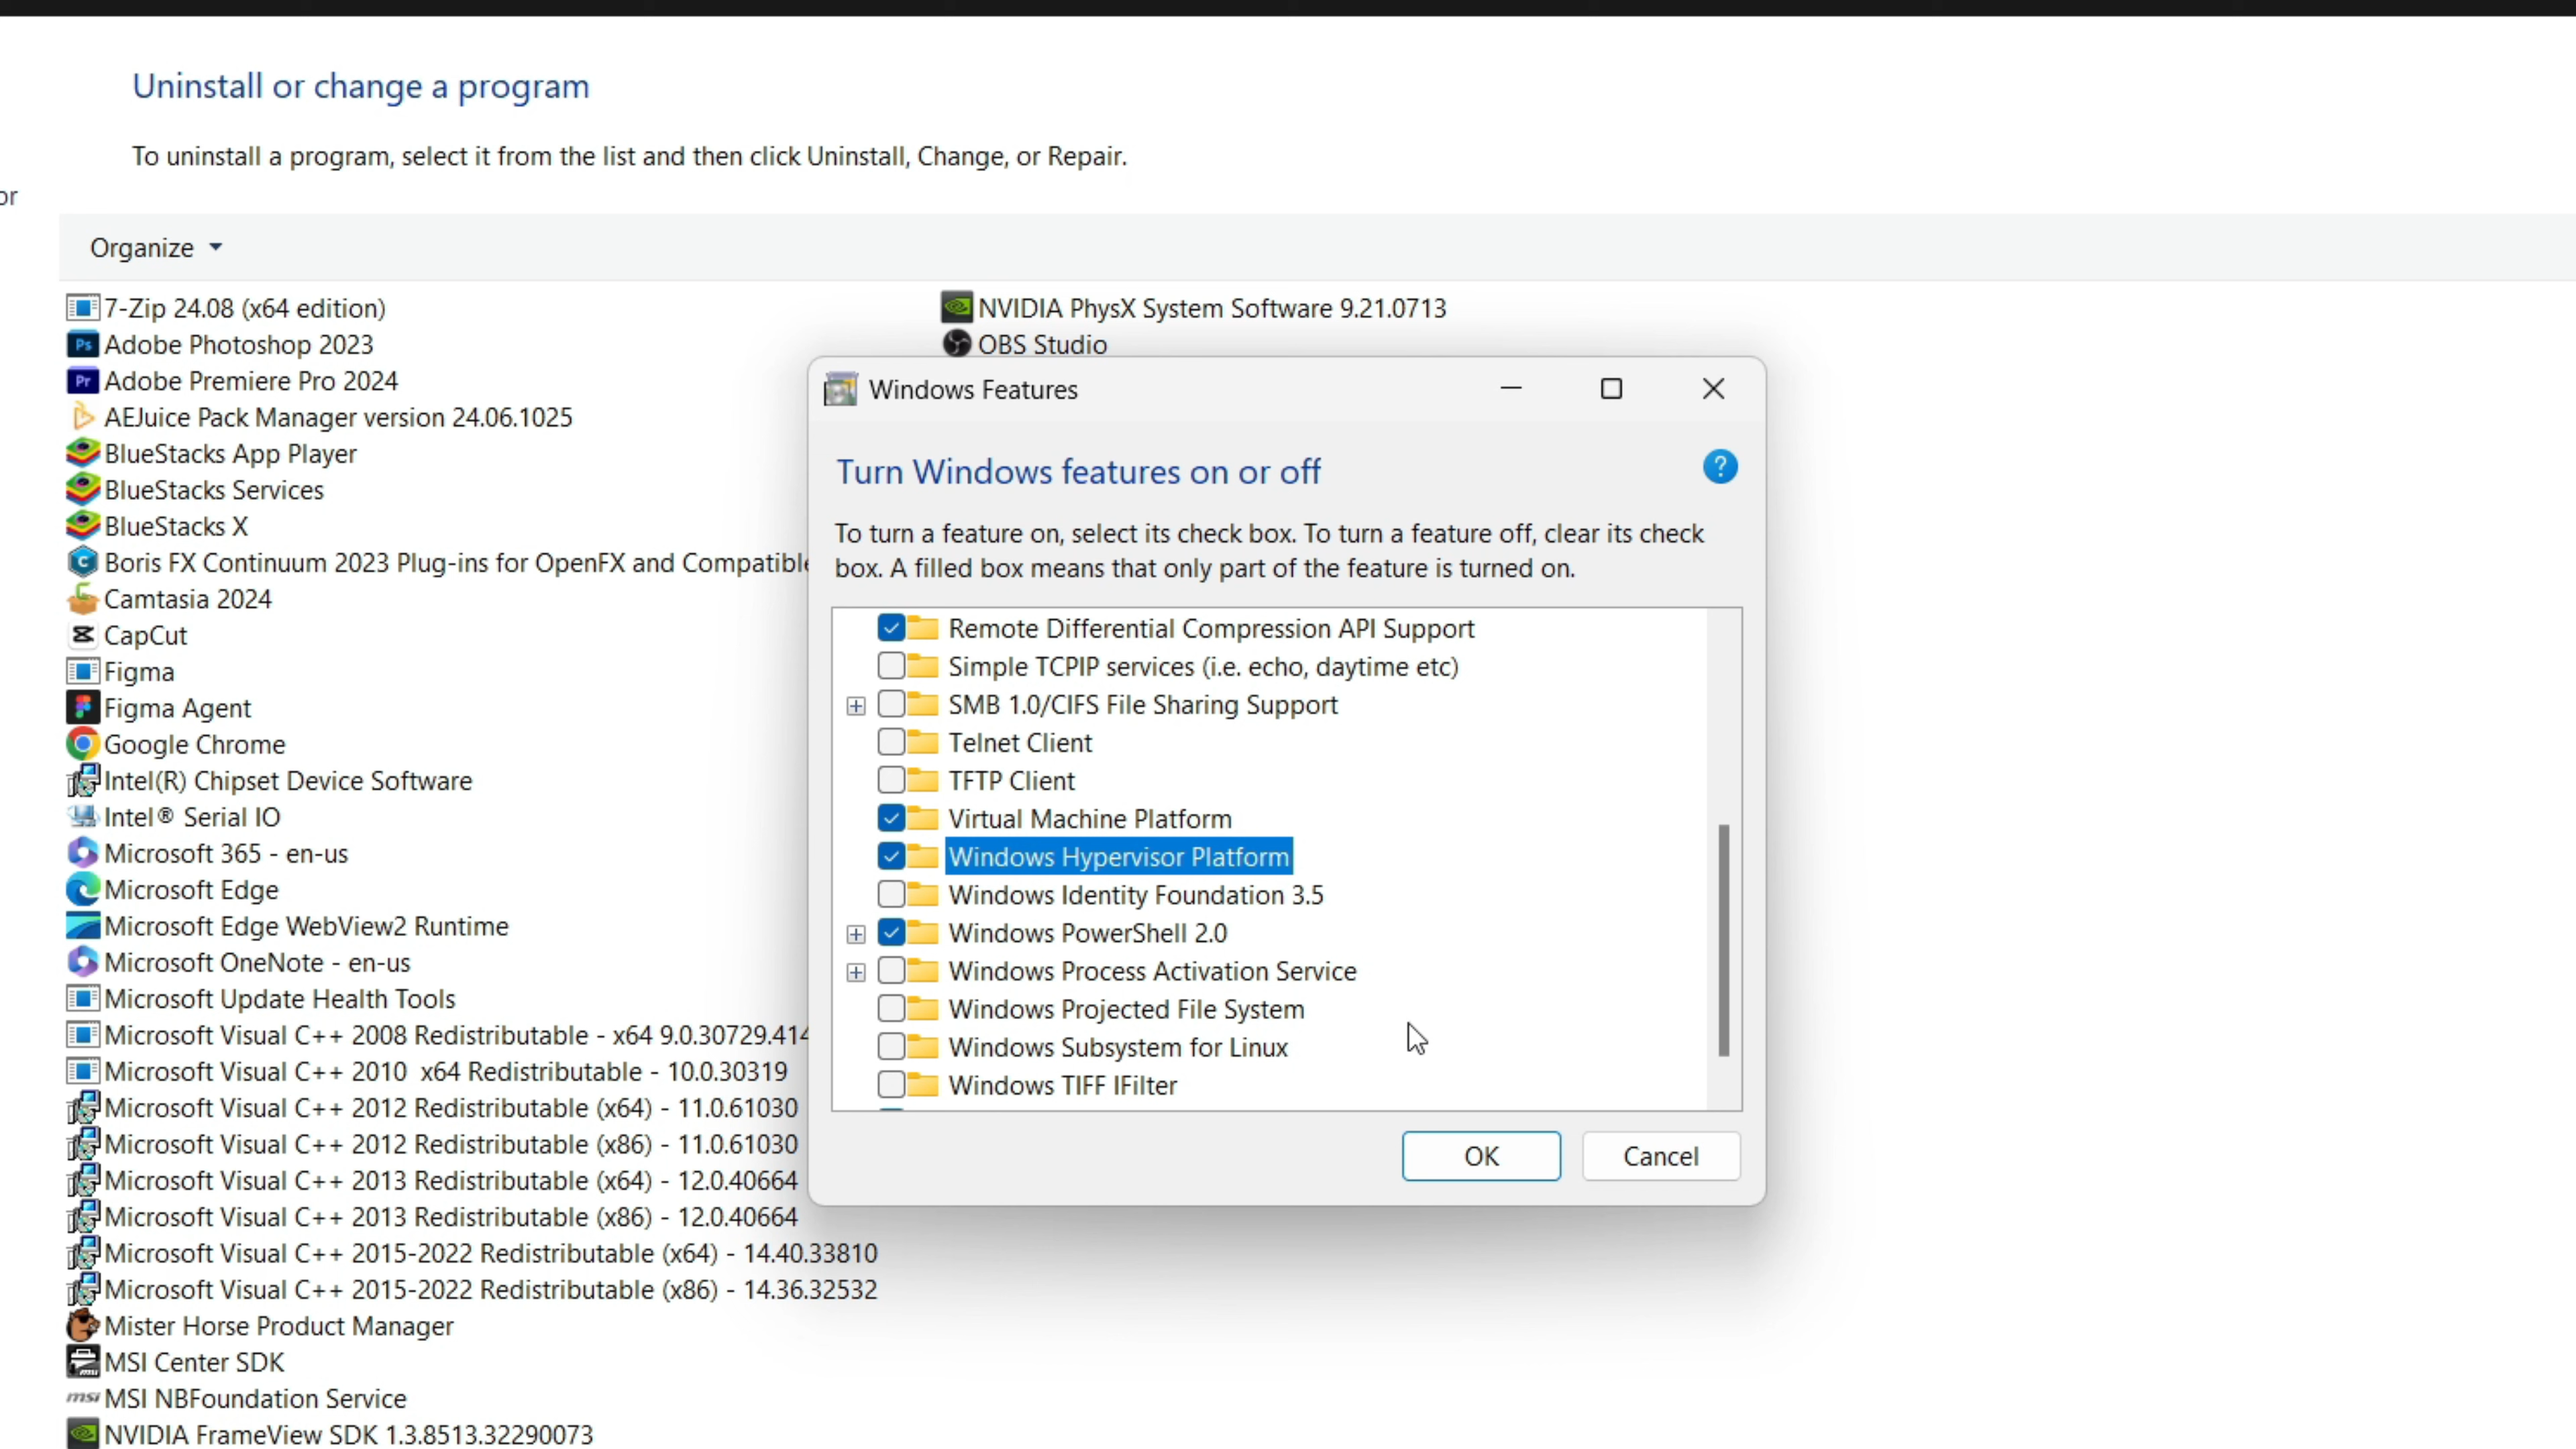 Uninstall or change a program
To uninstall a program, select it from the list and then click Uninstall, Change, or Repair.
or
Organize
7-Zip 24.08 (x64 edition)
Adobe Photoshop 2023
Adobe Premiere Pro 2024
AEJuice Pack Manager version 24.06.1025
BlueStacks App Player
BlueStacks Services
BlueStacks X
Boris FX Continuum 2023 Plug-ins for OpenFX and Compatible
Camtasia 2024
CapCut
Figma
Figma Agent
Google Chrome
Intel(R) Chipset Device Software
Intel® Serial IO
Microsoft 365 - en-us
Microsoft Edge
Microsoft Edge WebView2 Runtime
Microsoft OneNote - en-us
Microsoft Update Health Tools
Microsoft Visual C++ 2008 Redistributable - x64 9.0.30729.414
Microsoft Visual C++ 2010 x64 Redistributable - 10.0.30319
Microsoft Visual C++ 2012 Redistributable (x64) - 11.0.61030
Microsoft Visual C++ 2012 Redistributable (x86) - 11.0.61030
Microsoft Visual C++ 2013 Redistributable (x64) - 12.0.40664
Microsoft Visual C++ 2013 Redistributable (x86) - 12.0.40664
Microsoft Visual C++ 2015-2022 Redistributable (x64) - 14.40.33810
Microsoft Visual C++ 2015-2022 Redistributable (x86) - 14.36.32532
Mister Horse Product Manager
MSI Center SDK
msi MSI NBFoundation Service
NVIDIA FrameView SDK 1.3.8513.32290073
NVIDIA PhysX System Software 9.21.0713
OBS Studio
Windows Features
Turn Windows features on or off
?
To turn a feature on, select its check box. To turn a feature off, clear its check
box. A filled box means that only part of the feature is turned on.
Remote Differential Compression API Support
Simple TCPIP services (i.e. echo, daytime etc)
SMB 1.0/CIFS File Sharing Support
Telnet Client
TFTP Client
Virtual Machine Platform
Windows Hypervisor Platform
Windows Identity Foundation 3.5
Windows PowerShell 2.0
Windows Process Activation Service
Windows Projected File System
Windows Subsystem for Linux
Windows TIFF IFilter
OK
Cancel